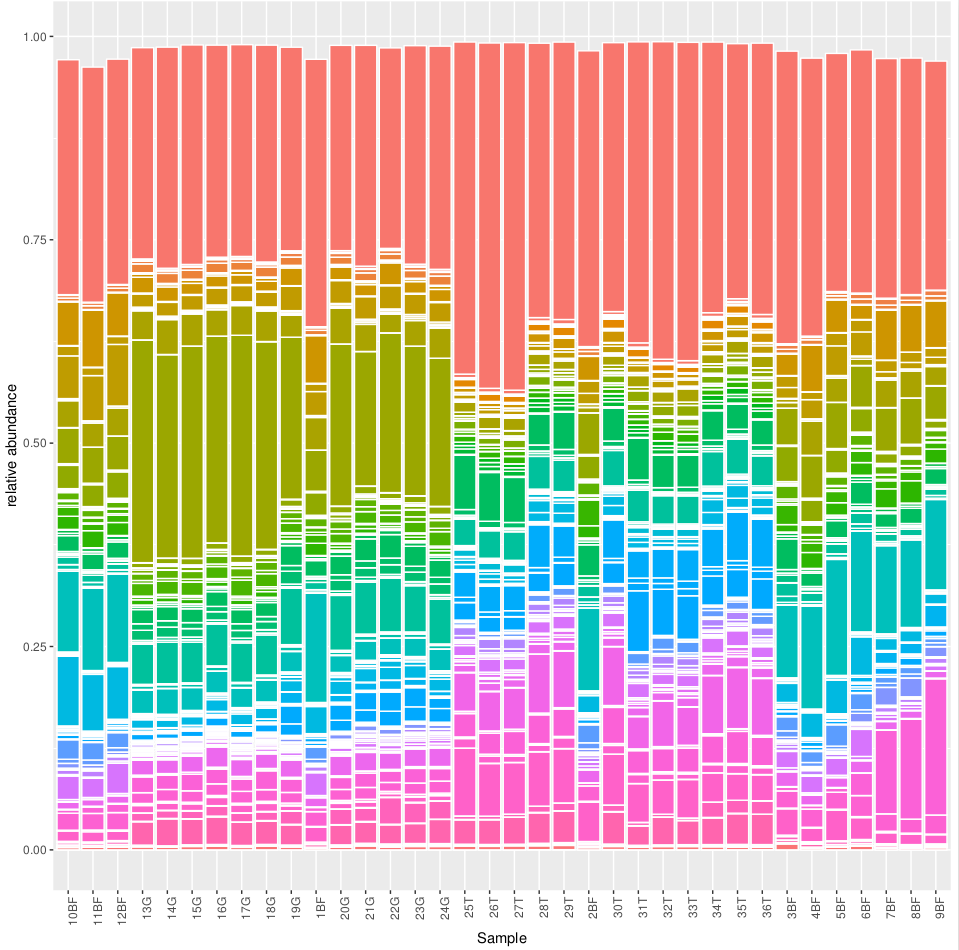 1.00
0.75
0.50
0.25
0.00
relative abundance
10BF
11BF
12BF
13G
14G
15G
16G
17G
18G
19G
1BF
20G
21G
22G
23G
24G
25T
26T
27T
28T
29T
2BF
30T
31T
32T
33T
34T
35T
36T
3BF
4BF
5BF
6BF
7BF
8BF
9BF
Sample